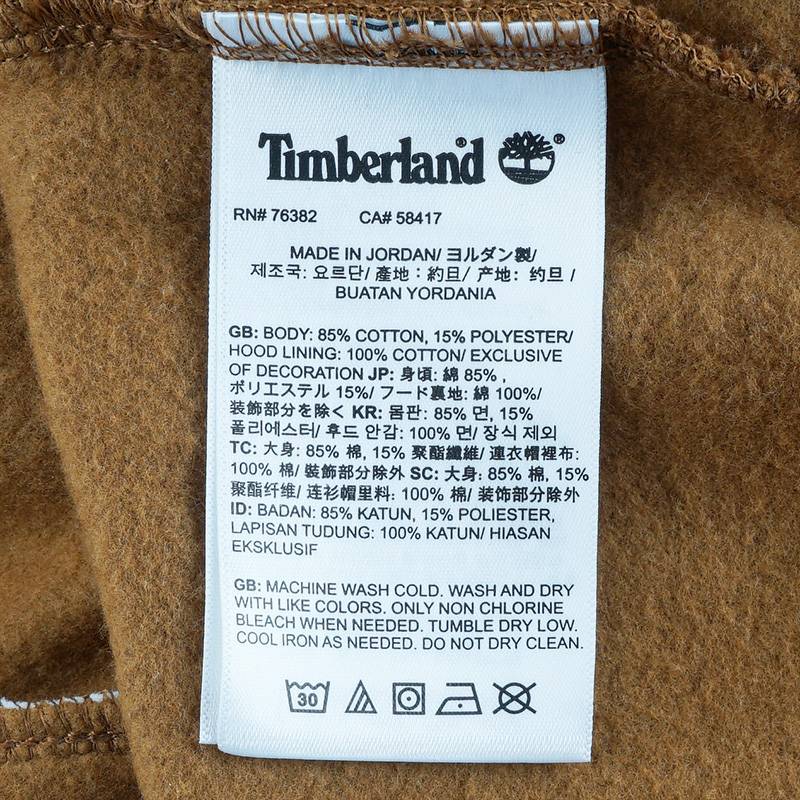 Timberland® ®
RN# 76382 CA# 58417
MADE IN JORDAN/ ヨルダン製/
제조국: 요르단/ 產地：約旦/ 产地：约旦 /
BUATAN YORDANIA
GB: BODY: 85% COTTON, 15% POLYESTER/
HOOD LINING: 100% COTTON/ EXCLUSIVE
OF DECORATION JP: 身頃: 綿 85% ,
ポリエステル 15%/ フード裏地: 綿 100%/
装飾部分を除く KR: 몸판: 85% 면, 15%
폴리에스터/ 후드 안감: 100% 면/ 장식 제외
TC: 大身: 85% 棉, 15% 聚酯纖維/ 連衣帽裡布:
100% 棉/ 裝飾部分除外 SC: 大身: 85% 棉, 15%
聚酯纤维/ 连衫帽里料: 100% 棉/ 装饰部分除外
ID: BADAN: 85% KATUN, 15% POLIESTER,
LAPISAN TUDUNG: 100% KATUN/ HIASAN
EKSKLUSIF
GB: MACHINE WASH COLD. WASH AND DRY
WITH LIKE COLORS. ONLY NON CHLORINE
BLEACH WHEN NEEDED. TUMBLE DRY LOW.
COOL IRON AS NEEDED. DO NOT DRY CLEAN.
30